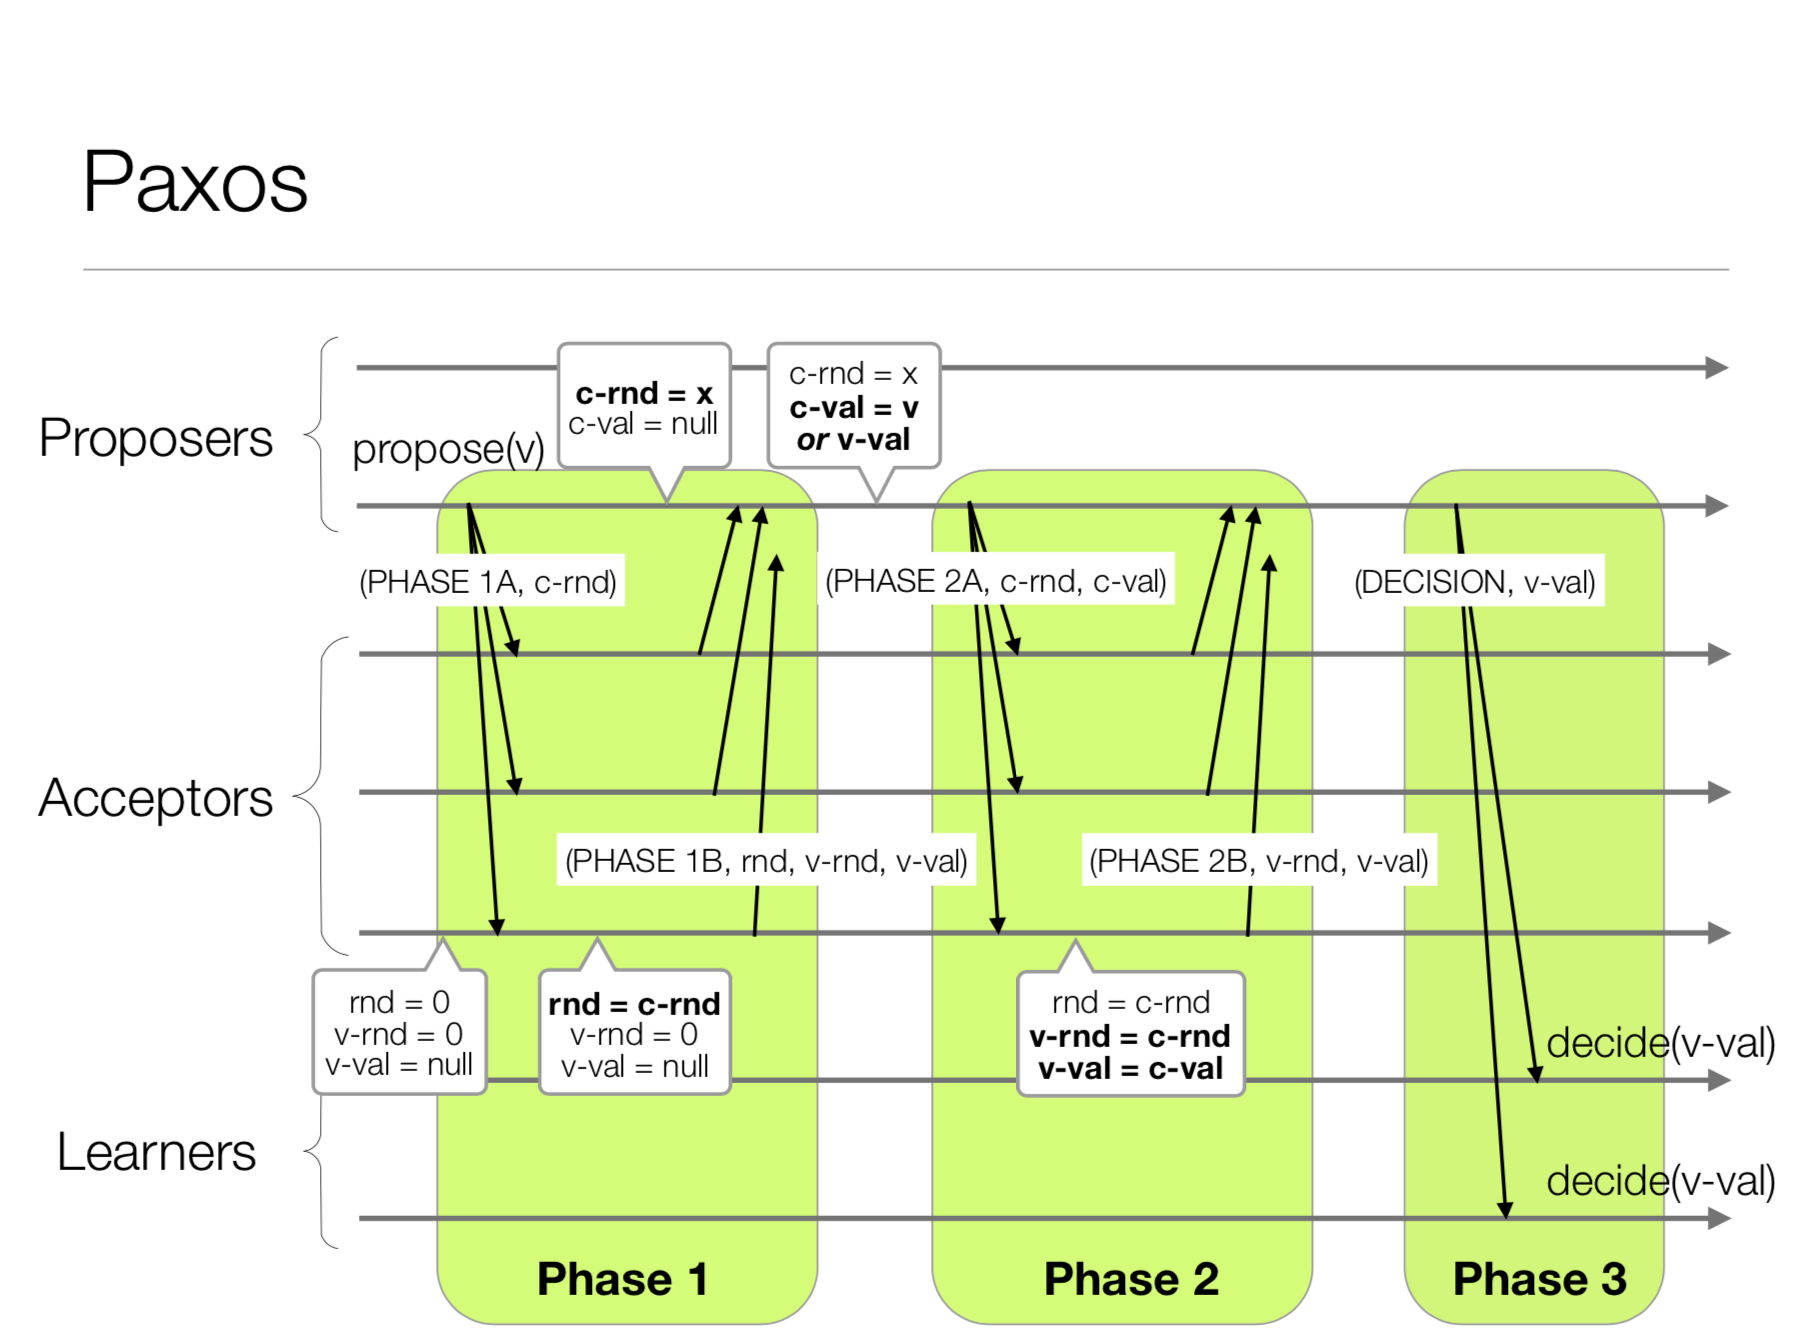 Paxos
Proposers
propose(v)
c-rnd = x
c-val = null
c-rnd = x
c-val = v
or v-val
(PHASE 1A, c-rnd)
(PHASE 2A, c-rnd, c-val)
(DECISION, v-val)
Acceptors
(PHASE 1B, rnd, v-rnd, v-val)
(PHASE 2B, v-rnd, v-val)
rnd = 0
v-rnd = 0
v-val = null
rnd = c-rnd
v-rnd = 0
v-val = null
rnd = c-rnd
v-rnd = c-rnd
v-val = c-val
decide(v-val)
Learners
decide(v-val)
Phase 1
Phase 2
Phase 3